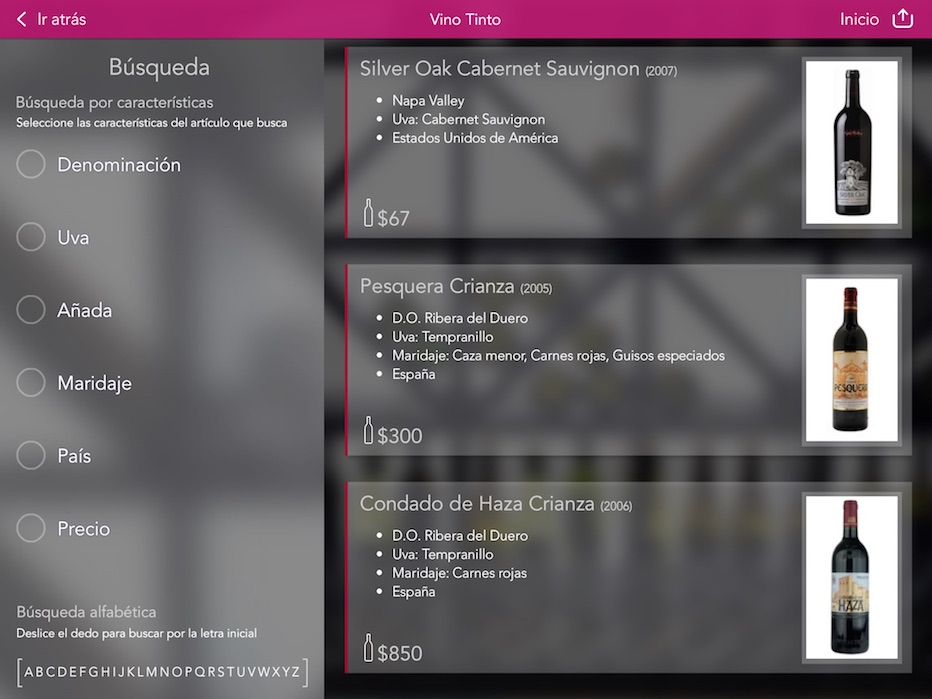 Ir atrás
Vino Tinto
Inicio
Búsqueda
Búsqueda por características
Seleccione las características del artículo que busca
Denominación
Uva
Añada
Maridaje
País
Precio
Búsqueda alfabética
Deslice el dedo para buscar por la letra inicial
[ABCDEFGHIJKLMNOPQRSTUVWXYZ]
Silver Oak Cabernet Sauvignon (2007)
• Napa Valley
• Uva: Cabernet Sauvignon
• Estados Unidos de América
$67
SILVER OAK
Pesquera Crianza (2005)
• D.O. Ribera del Duero
• Uva: Tempranillo
• Maridaje: Caza menor, Carnes rojas, Guisos especiados
• España
$300
PESQUERA
Condado de Haza Crianza (2006)
• D.O. Ribera del Duero
• Uva: Tempranillo
• Maridaje: Carnes rojas
• España
$850
HAZA